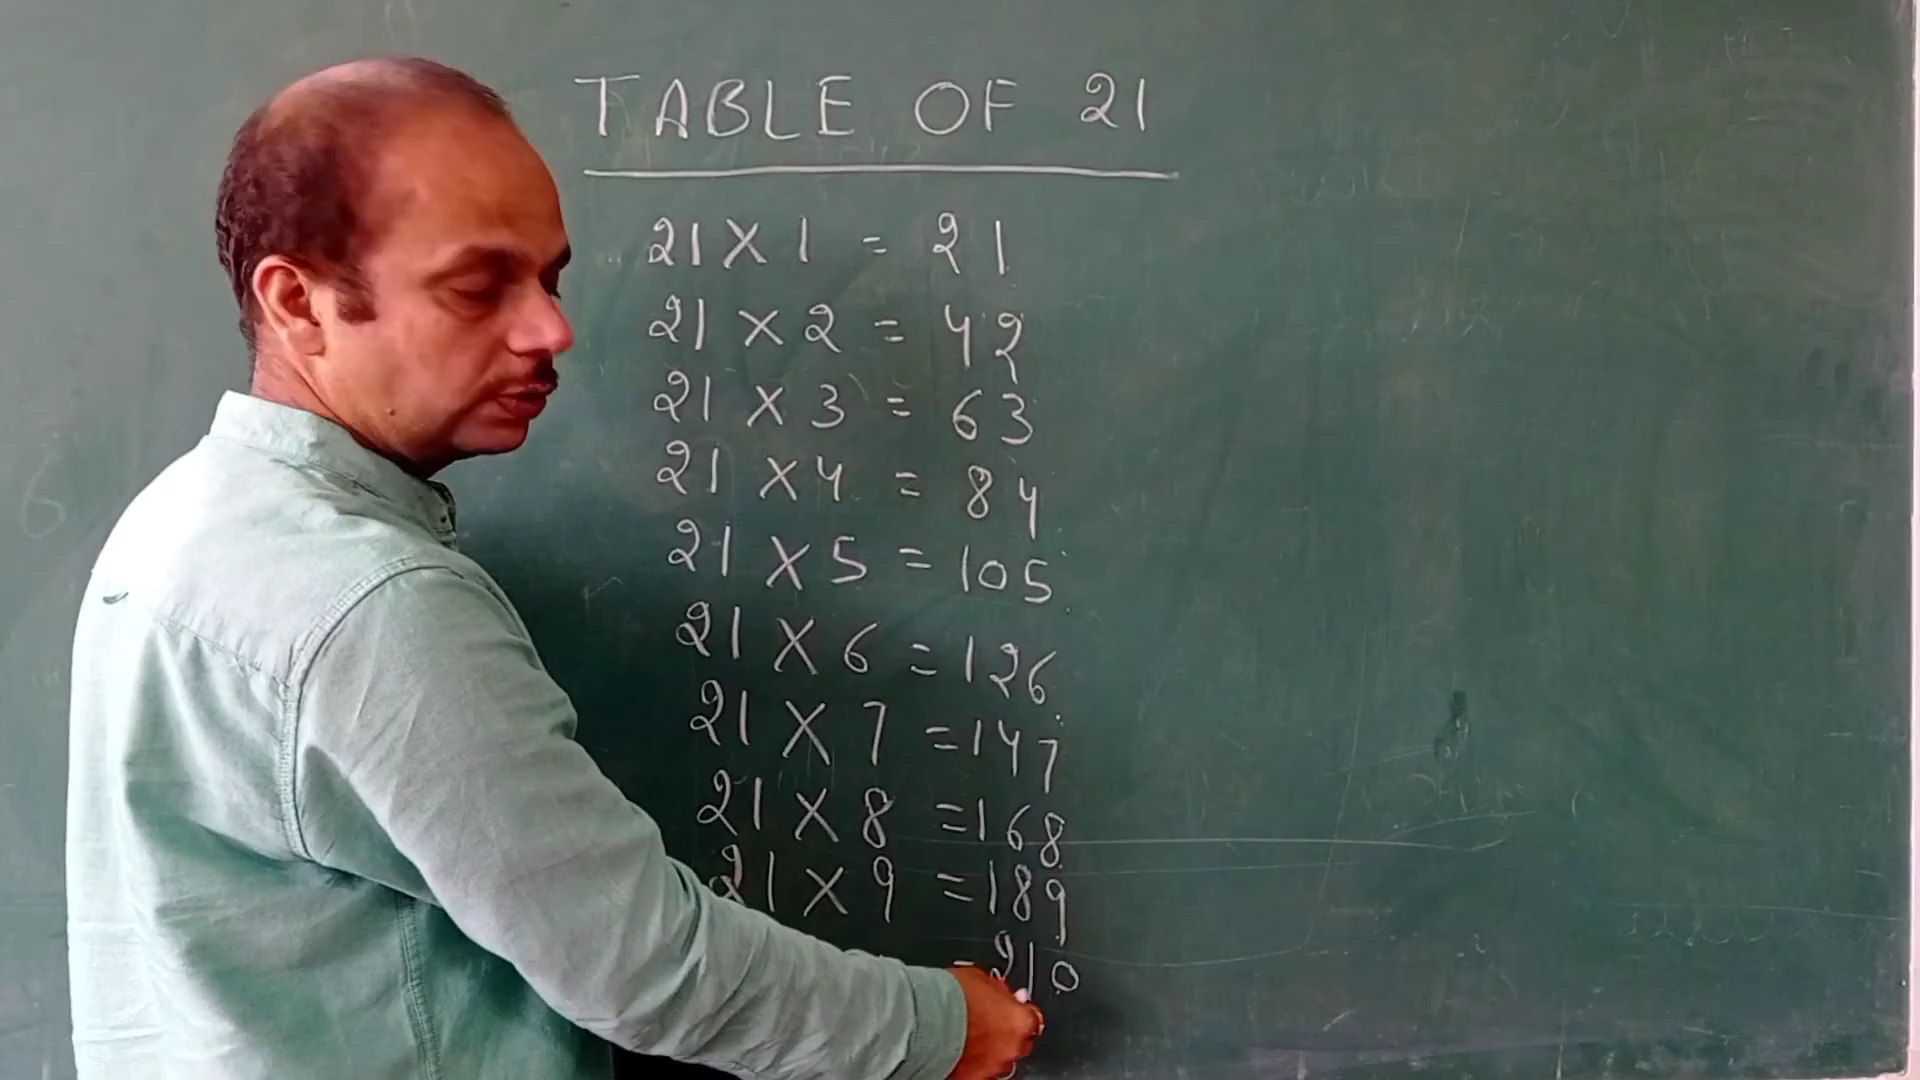 TABLE OF 21
21 X 1 = 21
21 X 2 = 42
21 X 3 = 63
21 X 4 = 84
21 X 5 = 105
21 X 6 = 126
21 X 7 = 147
21 X 8 = 168
21 X 9 = 189
= 210